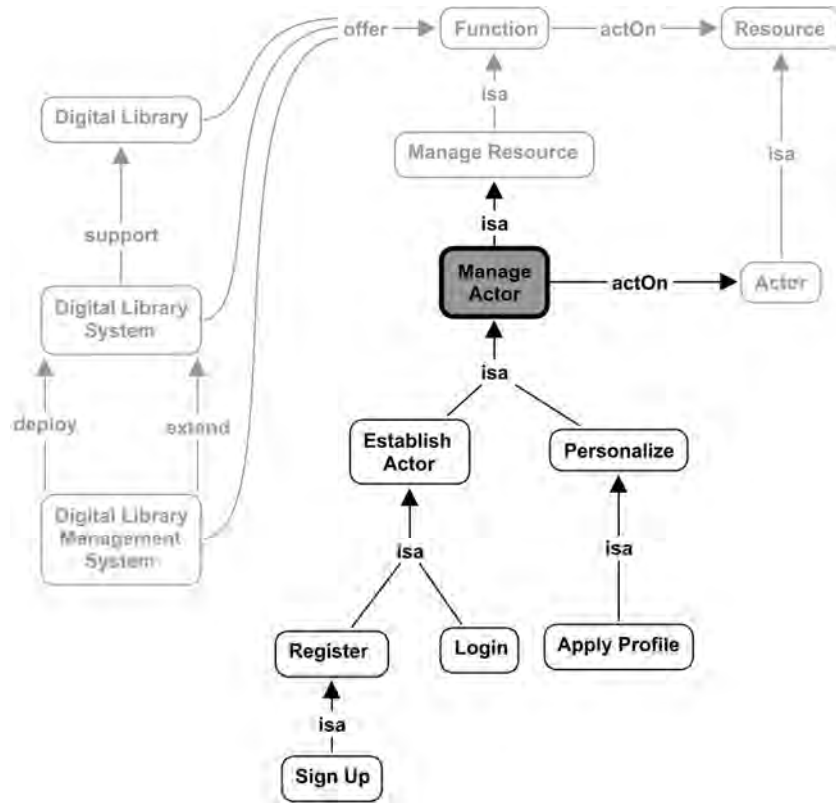 offer
Function
actOn
Resource
isa
Digital Library
Manage Resource
isa
support
isa
Manage
Actor
actOn
Actor
Digital Library
System
isa
deploy
extend
Establish
Actor
Personalize
Digital Library
Management
System
isa
isa
Register
Login
Apply Profile
isa
Sign Up